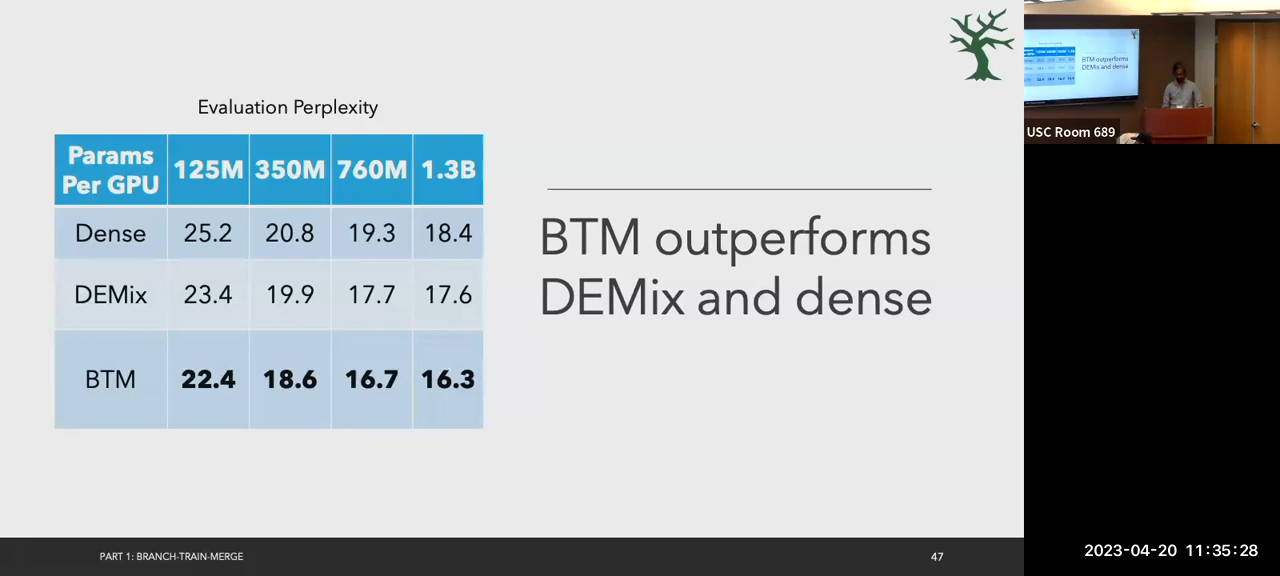 Evaluation Perplexity
Params Per GPU 125M 350M 760M 1.3B
Dense 25.2 20.8 19.3 18.4
DEMix 23.4 19.9 17.7 17.6
BTM 22.4 18.6 16.7 16.3
BTM outperforms
DEMix and dense
PART 1: BRANCH-TRAIN-MERGE
47
BTM outperforms
DEMix and dense
USC Room 689
2023-04-20 11:35:28